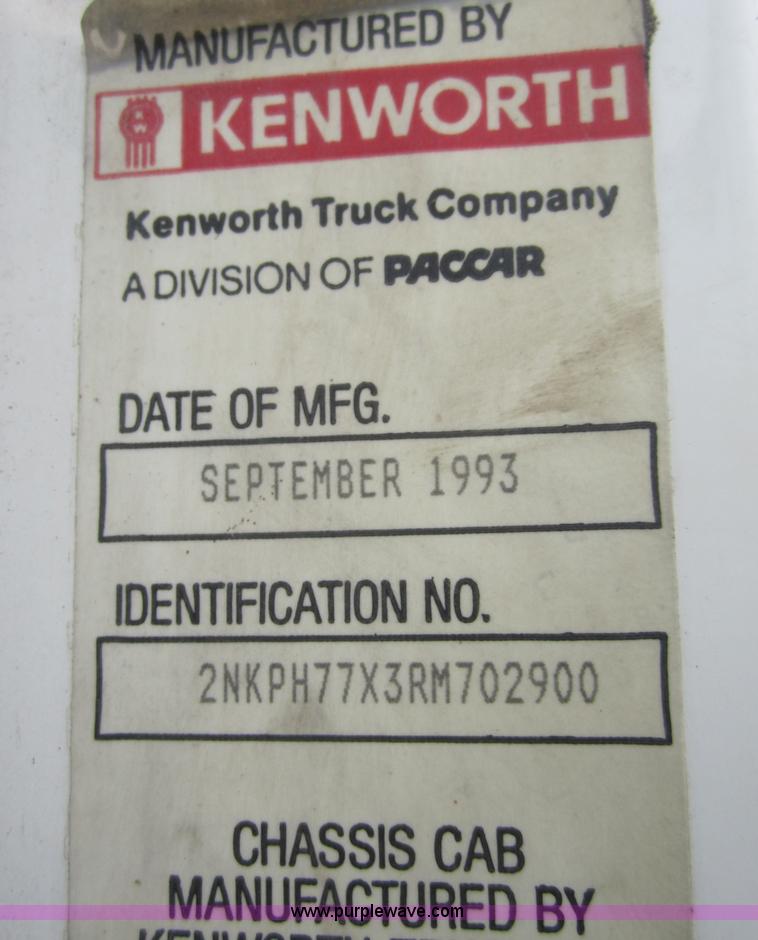 MANUFACTURED BY
KENWORTH
Kenworth Truck Company
A DIVISION OF PACCAR
DATE OF MFG.
SEPTEMBER 1993
IDENTIFICATION NO.
2NKPH77X3RM702900
CHASSIS CAB
MANUFACTURED BY
www.purplewave.com
KENWORTH